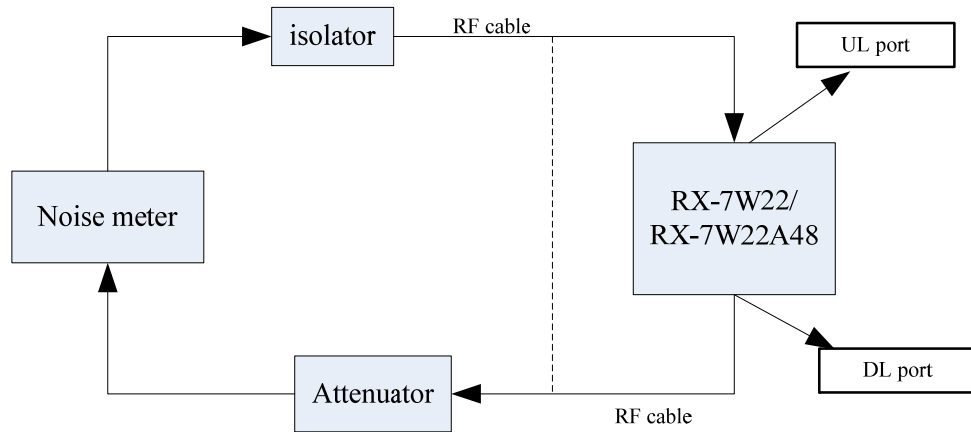 isolator
RF cable
UL port
Noise meter
RX-7W22/
RX-7W22A48
Attenuator
RF cable
DL port